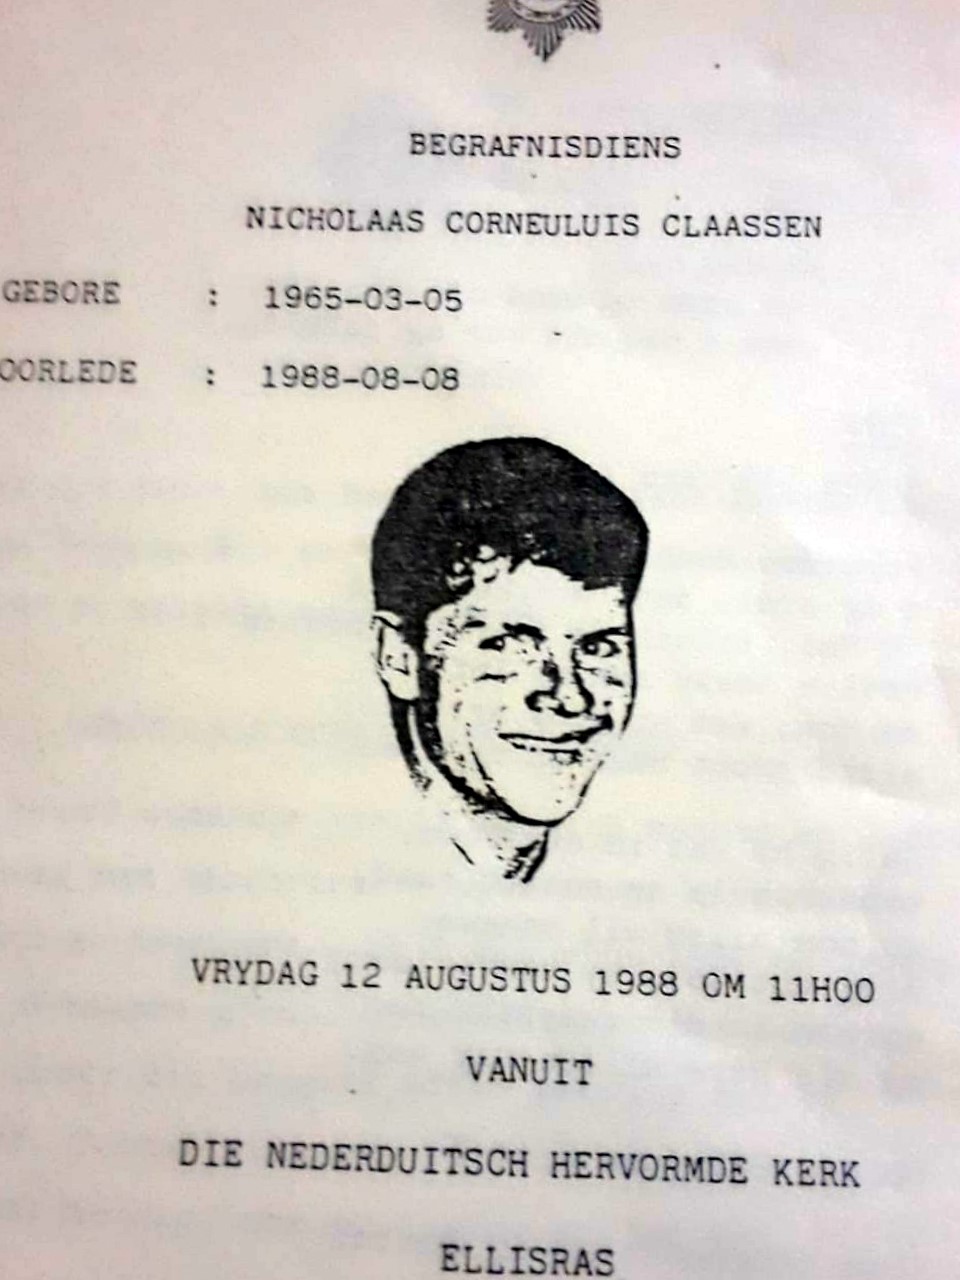 BEGRAFNISDIENS
NICHOLAAS CORNEULUIS CLAASSEN
GEBORE : 1965-03-05
OORLEDE : 1988-08-08
VRYDAG 12 AUGUSTUS 1988 OM 11H00
VANUIT
DIE NEDERDUITSCH HERVORMDE KERK
ELLISRAS